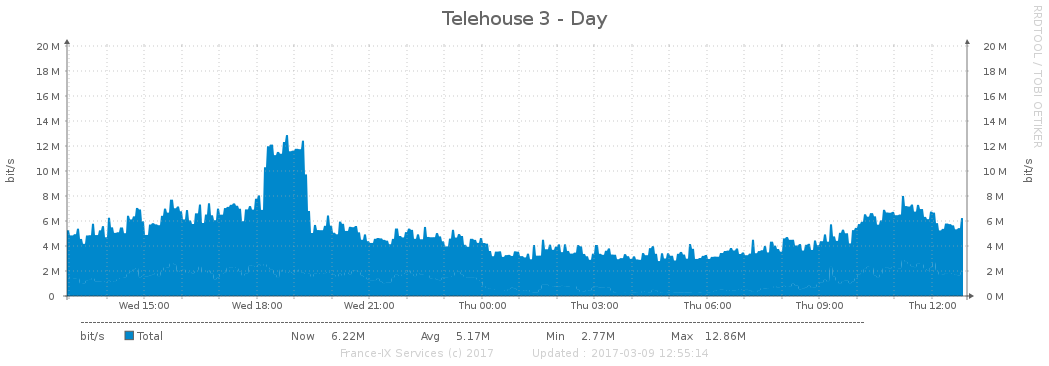 Telehouse 3 - Day
RRDTOOL / TOBI OETIKER
20 M 20 M
18 M 18 M
16 M 16 M
14 M 14 M
12 M 12 M
10 M 10 M
8 M 8 M
6 M 6 M
4 M 4 M
2 M 2 M
0 0 M
bit/s bit/s
Wed 15:00 Wed 18:00 Wed 21:00 Thu 00:00 Thu 03:00 Thu 06:00 Thu 09:00 Thu 12:00
bit/s Total Now 6.22M Avg 5.17M Min 2.77M Max 12.86M
France-IX Services (c) 2017 Updated : 2017-03-09 12:55:14